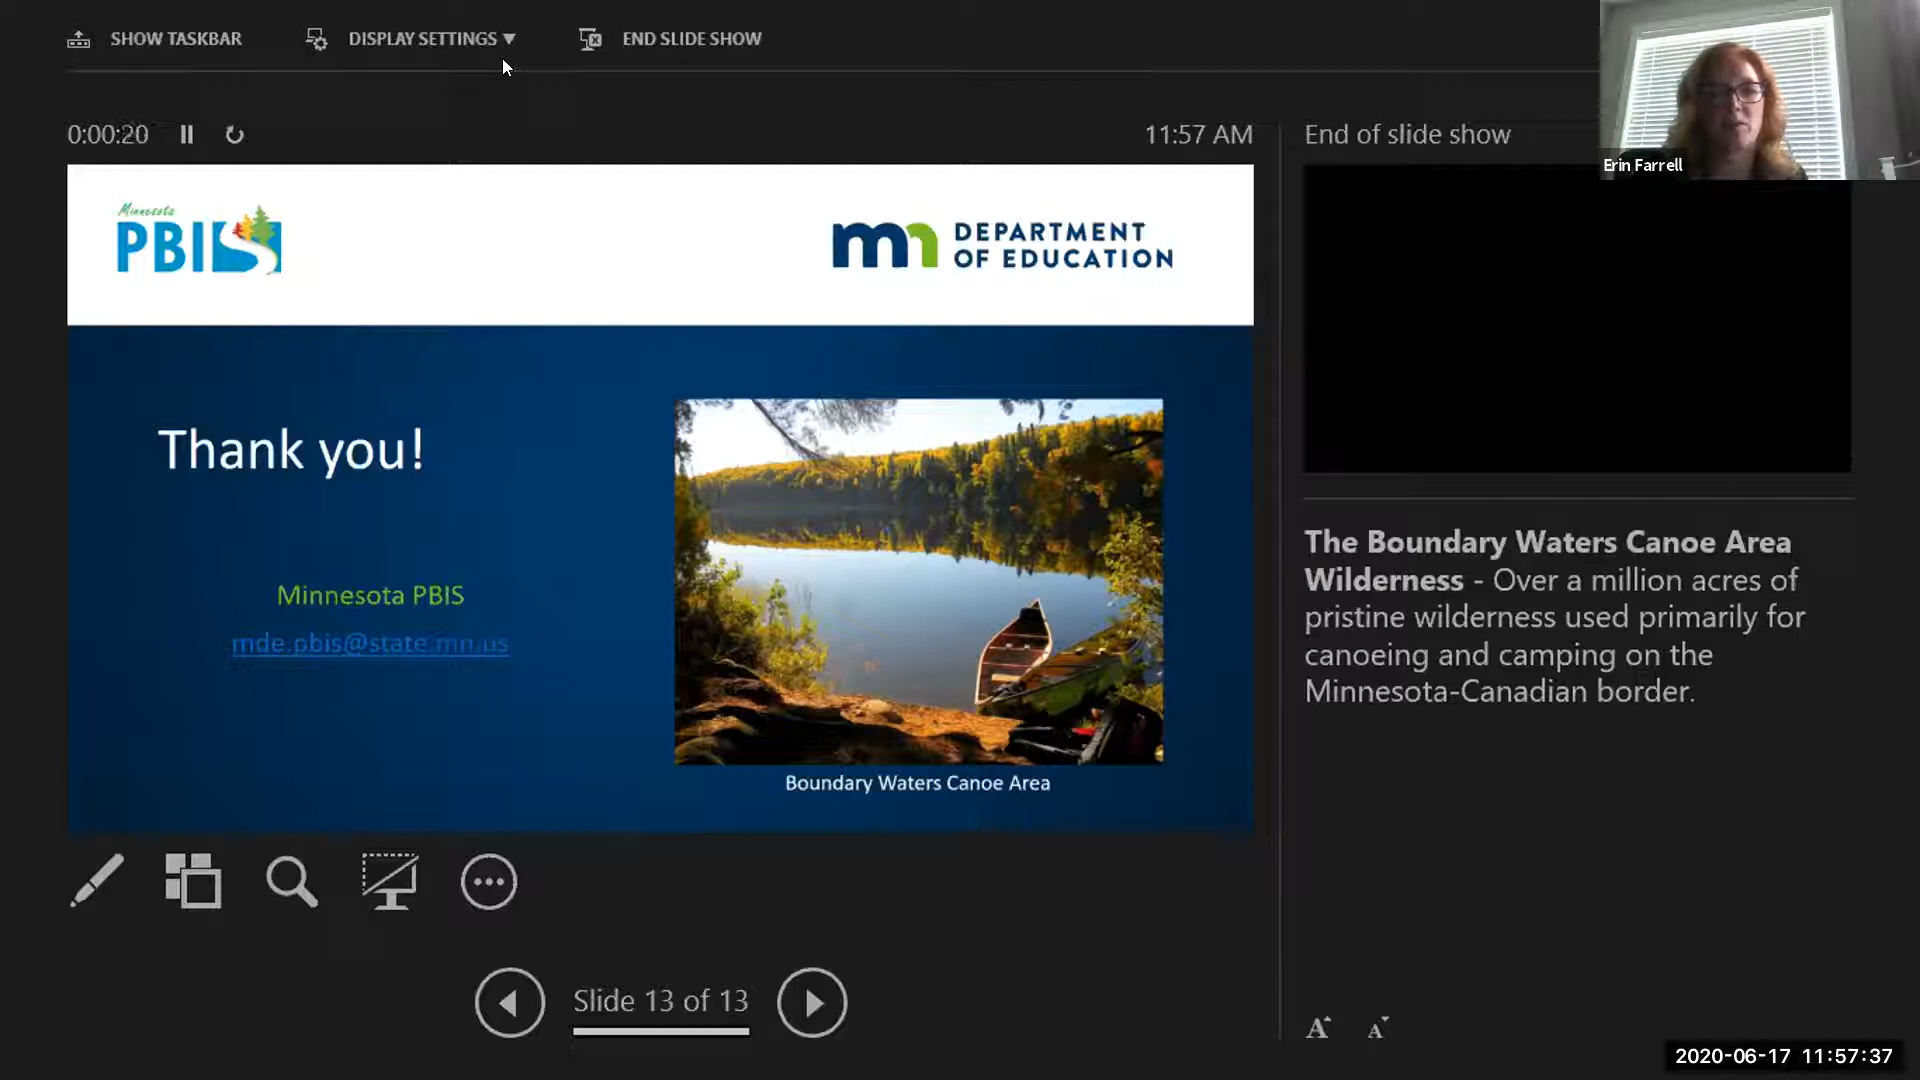 SHOW TASKBAR
DISPLAY SETTINGS
END SLIDE SHOW
Erin Farrell
0:00:20
11:57 AM
End of slide show
Minnesota
PBIS
mn DEPARTMENT
OF EDUCATION
Thank you!
Minnesota PBIS
mde.pbis@state.mn.us
Boundary Waters Canoe Area
The Boundary Waters Canoe Area
Wilderness - Over a million acres of
pristine wilderness used primarily for
canoeing and camping on the
Minnesota-Canadian border.
Slide 13 of 13
A A
2020-06-17 11:57:37